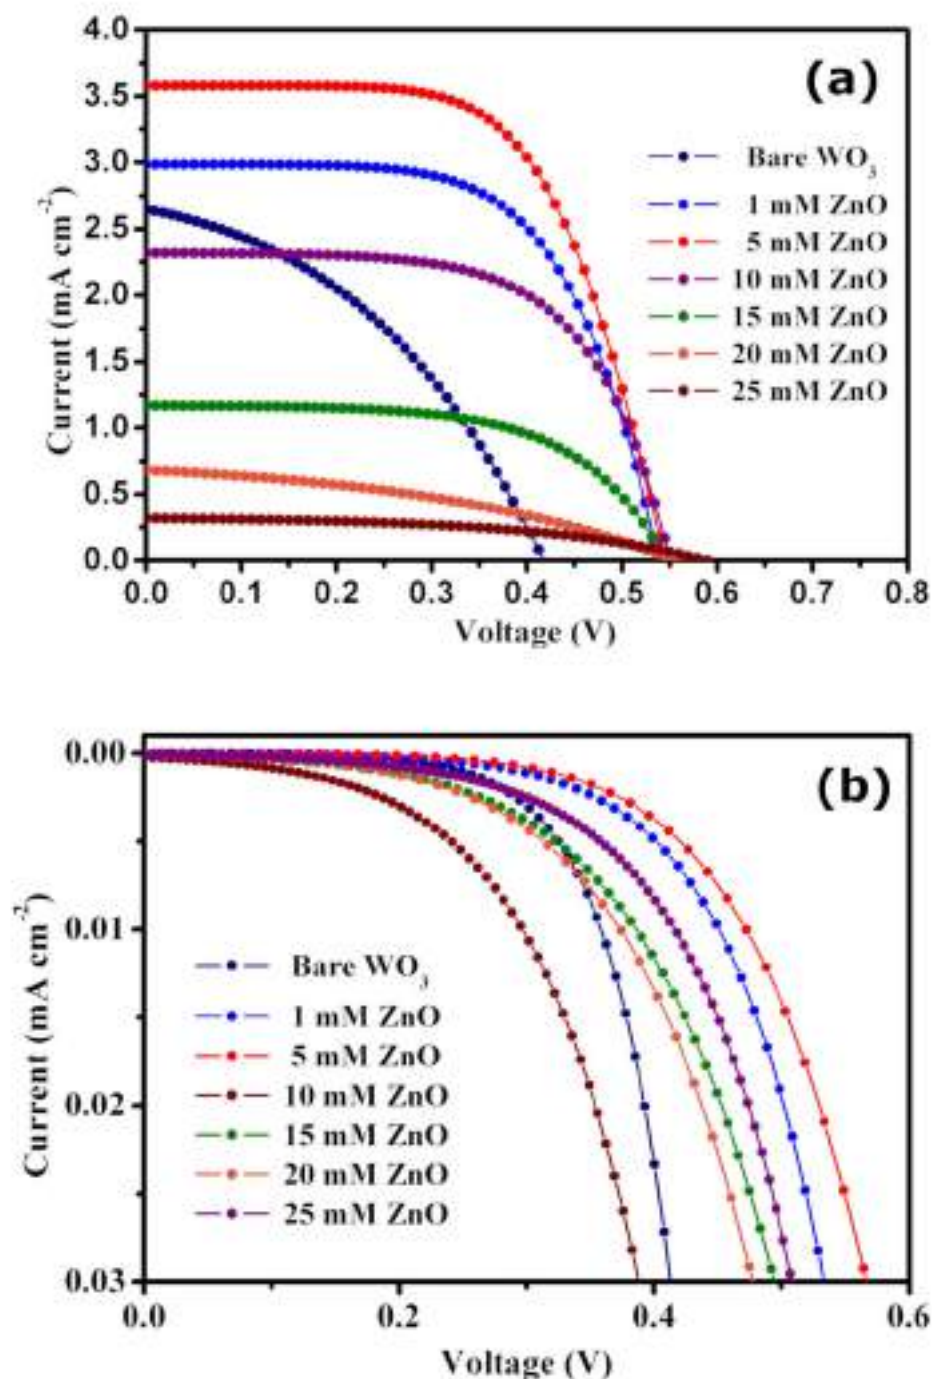 (a)
4.0
3.5
3.0
2.5
2.0
1.5
1.0
0.5
0.0
Current (mA cm-2)
Bare WO3
1 mM ZnO
5 mM ZnO
10 mM ZnO
15 mM ZnO
20 mM ZnO
25 mM ZnO
0.0 0.1 0.2 0.3 0.4 0.5 0.6 0.7 0.8
Voltage (V)
(b)
0.00
0.01
0.02
0.03
Current (mA cm-2)
Bare WO3
1 mM ZnO
5 mM ZnO
10 mM ZnO
15 mM ZnO
20 mM ZnO
25 mM ZnO
0.0 0.2 0.4 0.6
Voltage (V)